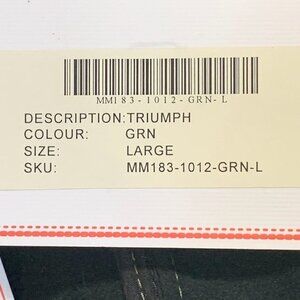 MM183-1012-GRN-L
DESCRIPTION:TRIUMPH
COLOUR: GRN
SIZE: LARGE
SKU: MM183-1012-GRN-L